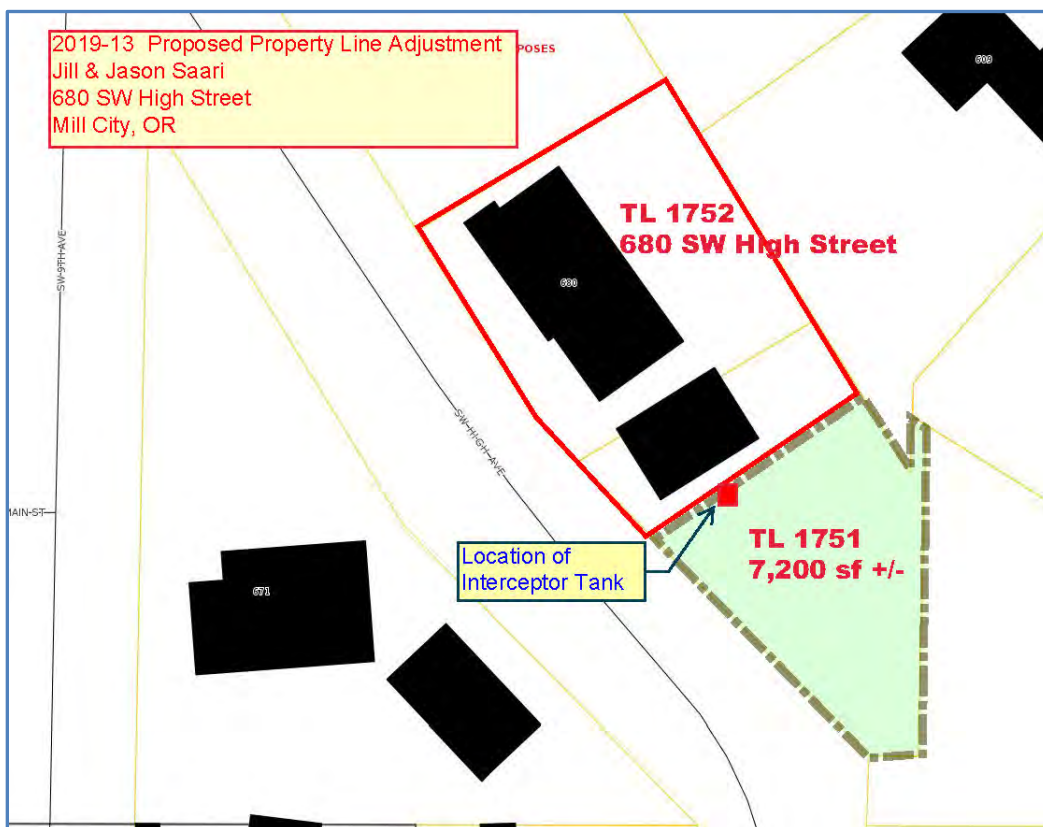 2019-13 Proposed Property Line Adjustment
Jill & Jason Saari
680 SW High Street
Mill City, OR
POSES
609
SW 9TH AVE
TL 1752
680 SW High Street
680
SW HIGH AVE
MAIN ST
Location of
Interceptor Tank
TL 1751
7,200 sf +/-
671